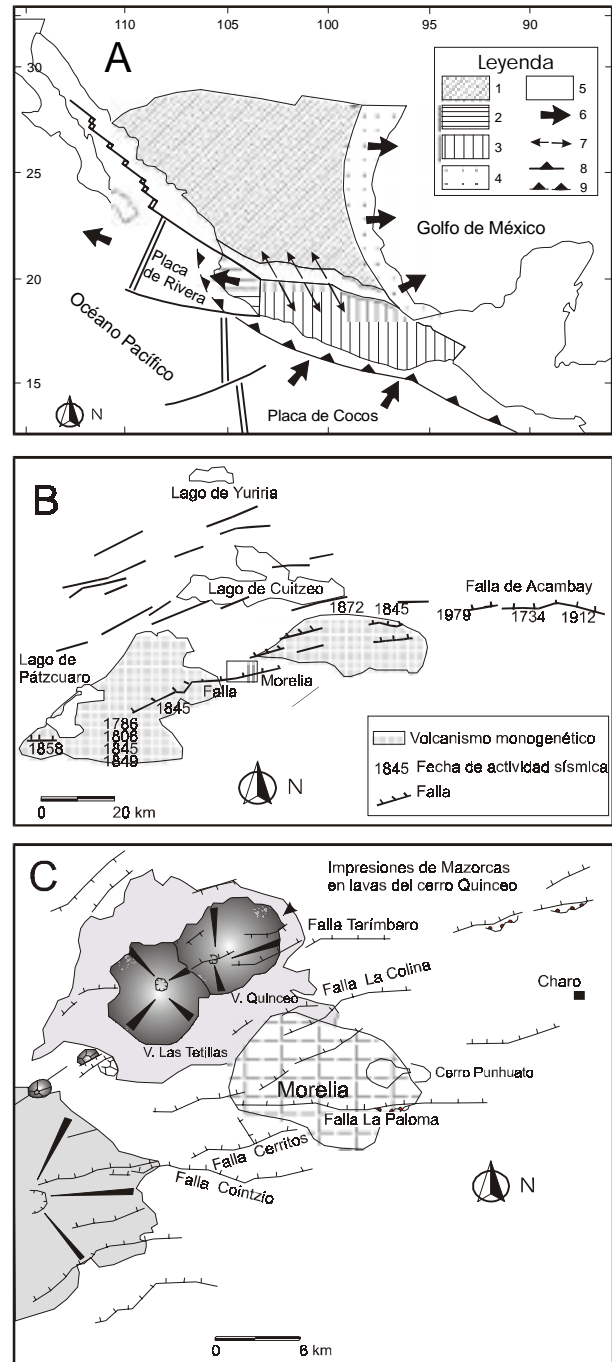 110 105 100 95 90
30
25
20
15
A
Leyenda
1
2
3
4
5
6
7
8
9
Golfo de México
Placa
de Rivera
Océano Pacífico
Placa de Cocos
N
B
Lago de Yuriria
Lago de Cuitzeo
Falla de Acambay
1872
1845
1979
1734
1912
Lago de
Pátzcuaro
Falla
Morelia
1845
1786
1806
1845
1849
1858
Volcanismo monogenético
1845 Fecha de actividad sísmica
Falla
0 20 km
N
C
Impresiones de Mazorcas
en lavas del cerro Quinceo
Falla Tarímbaro
Falla La Colina
Charo
V. Quinceo
V. Las Tetillas
Morelia
Cerro Punhuato
Falla La Paloma
Falla Cerritos
Falla Cointzio
N
0 6 km